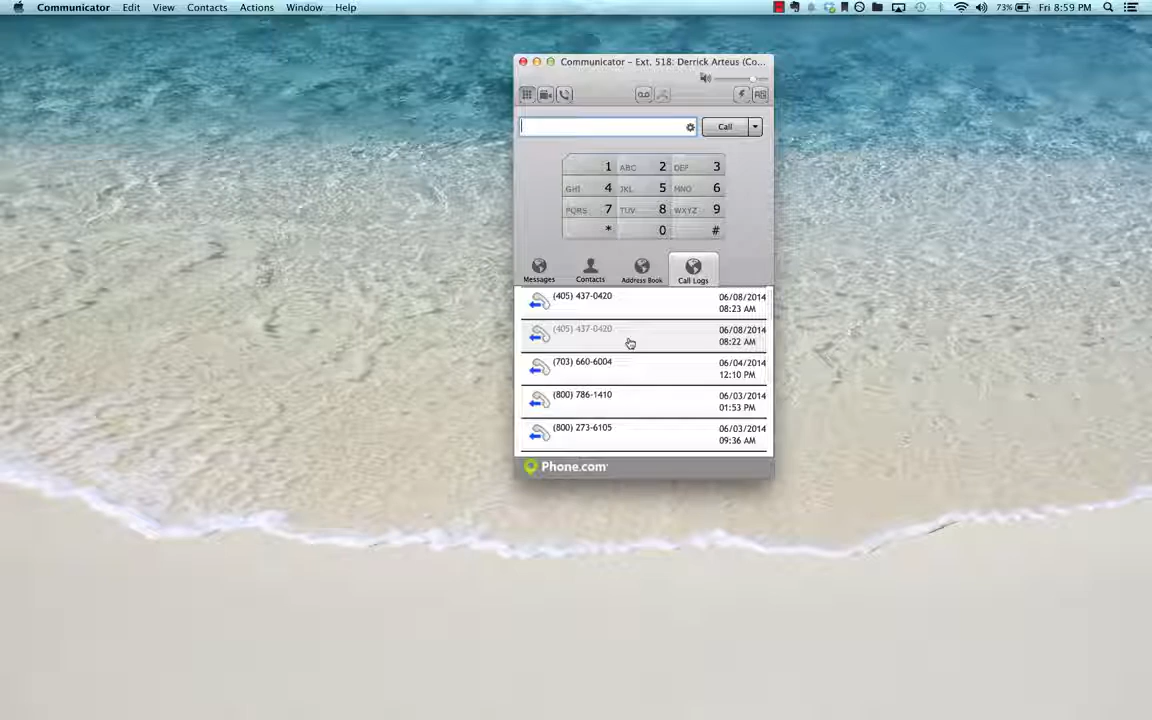 Communicator Edit View Contacts Actions Window Help 73% Fri 8:59 PM
Communicator – Ext. 518: Derrick Arteus (Co...
Call
1 ABC 2 DEF 3
GHI 4 JKL 5 MNO 6
PQRS 7 TUV 8 WXYZ 9
* 0 #
Messages Contacts Address Book Call Logs
(405) 437-0420 06/08/2014
08:23 AM
(405) 437-0420 06/08/2014
08:22 AM
(703) 660-6004 06/04/2014
12:10 PM
(800) 786-1410 06/03/2014
01:53 PM
(800) 273-6105 06/03/2014
09:36 AM
Phone.com